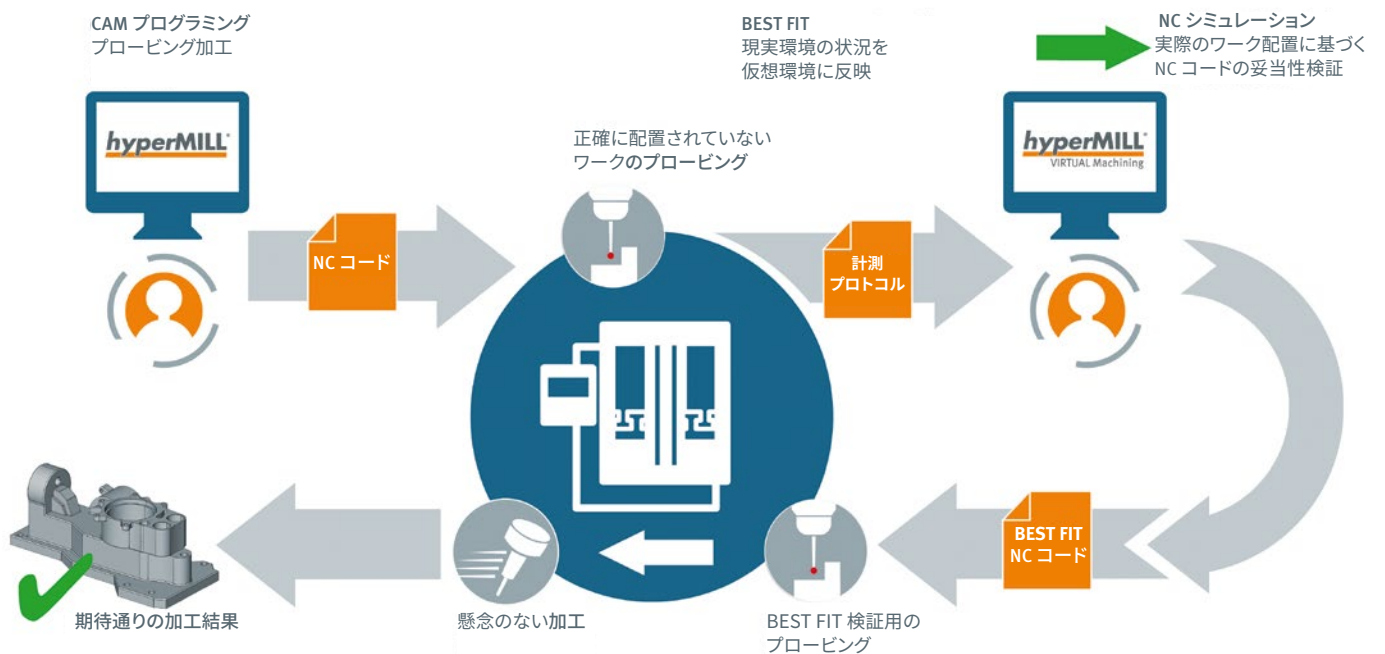 CAM プログラミング
プロービング加工
BEST FIT
現実環境の状況を
仮想環境に反映
NC シミュレーション
実際のワーク配置に基づく
NC コードの妥当性検証
hyperMILL®
正確に配置されていない
ワークのプロービング
hyperMILL®
VIRTUAL Machining
NC コード
計測
プロトコル
BEST FIT
NC コード
期待通りの加工結果
懸念のない加工
BEST FIT 検証用の
プロービング